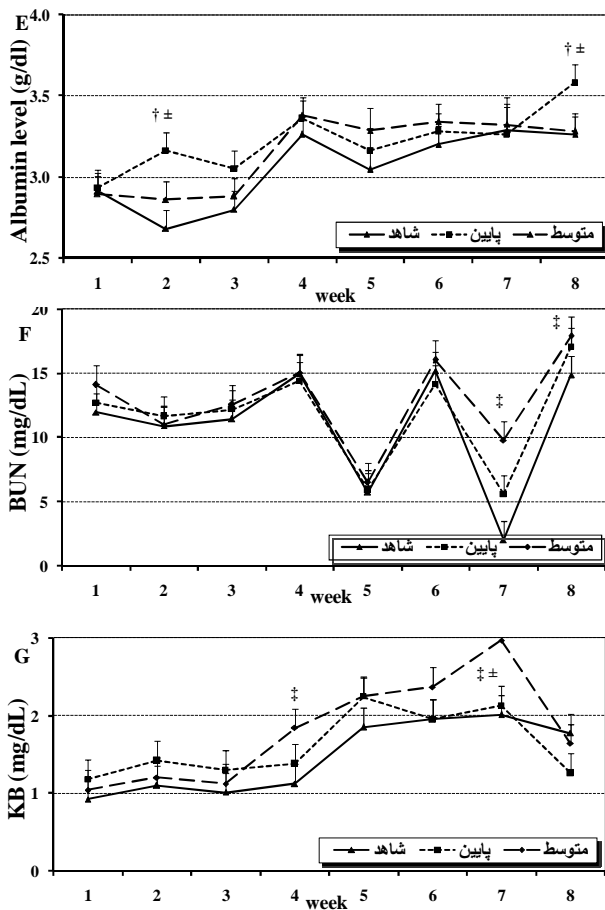 E
Albumin level (g/dl)
3.5
3.0
2.5
† ±
† ±
شاهد
پایین
متوسط
1 2 3 4 5 6 7 8
week
F
BUN (mg/dL)
20
15
10
5
0
‡
‡
شاهد
پایین
متوسط
1 2 3 4 5 6 7 8
week
G
KB (mg/dL)
3
2
1
0
‡
‡ ±
شاهد
پایین
متوسط
1 2 3 4 5 6 7 8
week